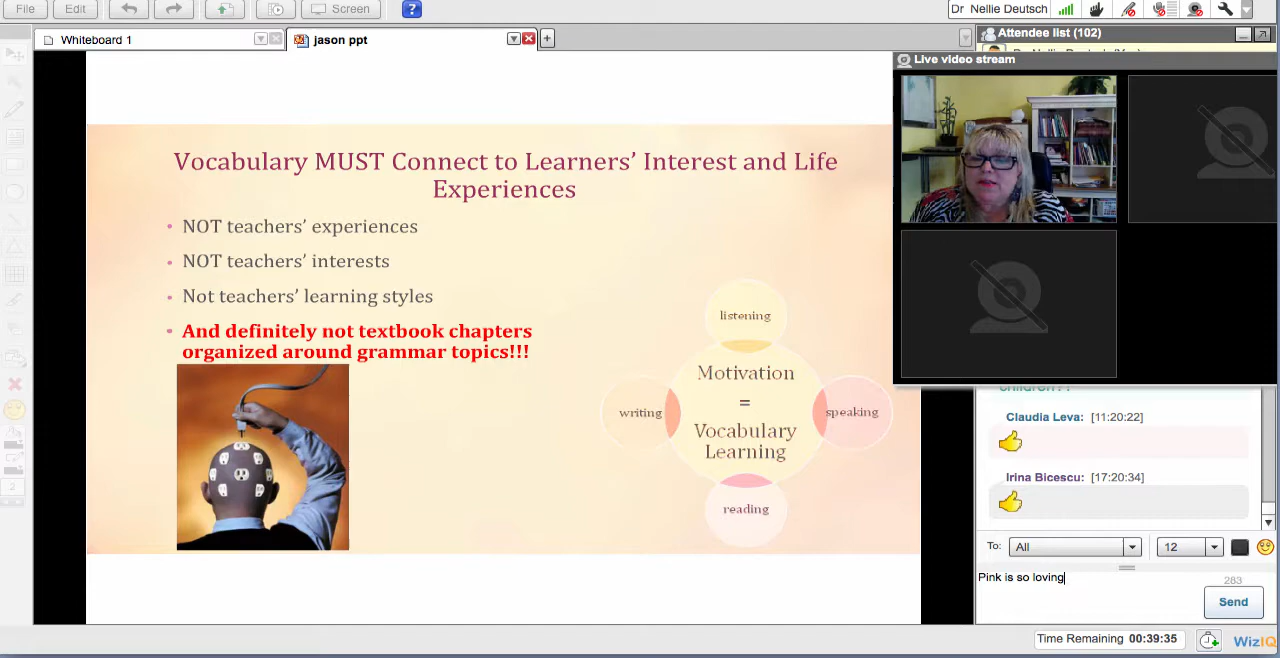 File
Edit
Screen
?
Dr Nellie Deutsch
Whiteboard 1
jason ppt
Attendee list (102)
Live video stream
Vocabulary MUST Connect to Learners’ Interest and Life
Experiences
• NOT teachers’ experiences
• NOT teachers’ interests
• Not teachers’ learning styles
• And definitely not textbook chapters
organized around grammar topics!!!
listening
Motivation
=
Vocabulary
Learning
writing
speaking
reading
Claudia Leva: [11:20:22]
Irina Bicescu: [17:20:34]
To:
All
12
Pink is so loving
283
Send
2
Time Remaining 00:39:35
WizIQ